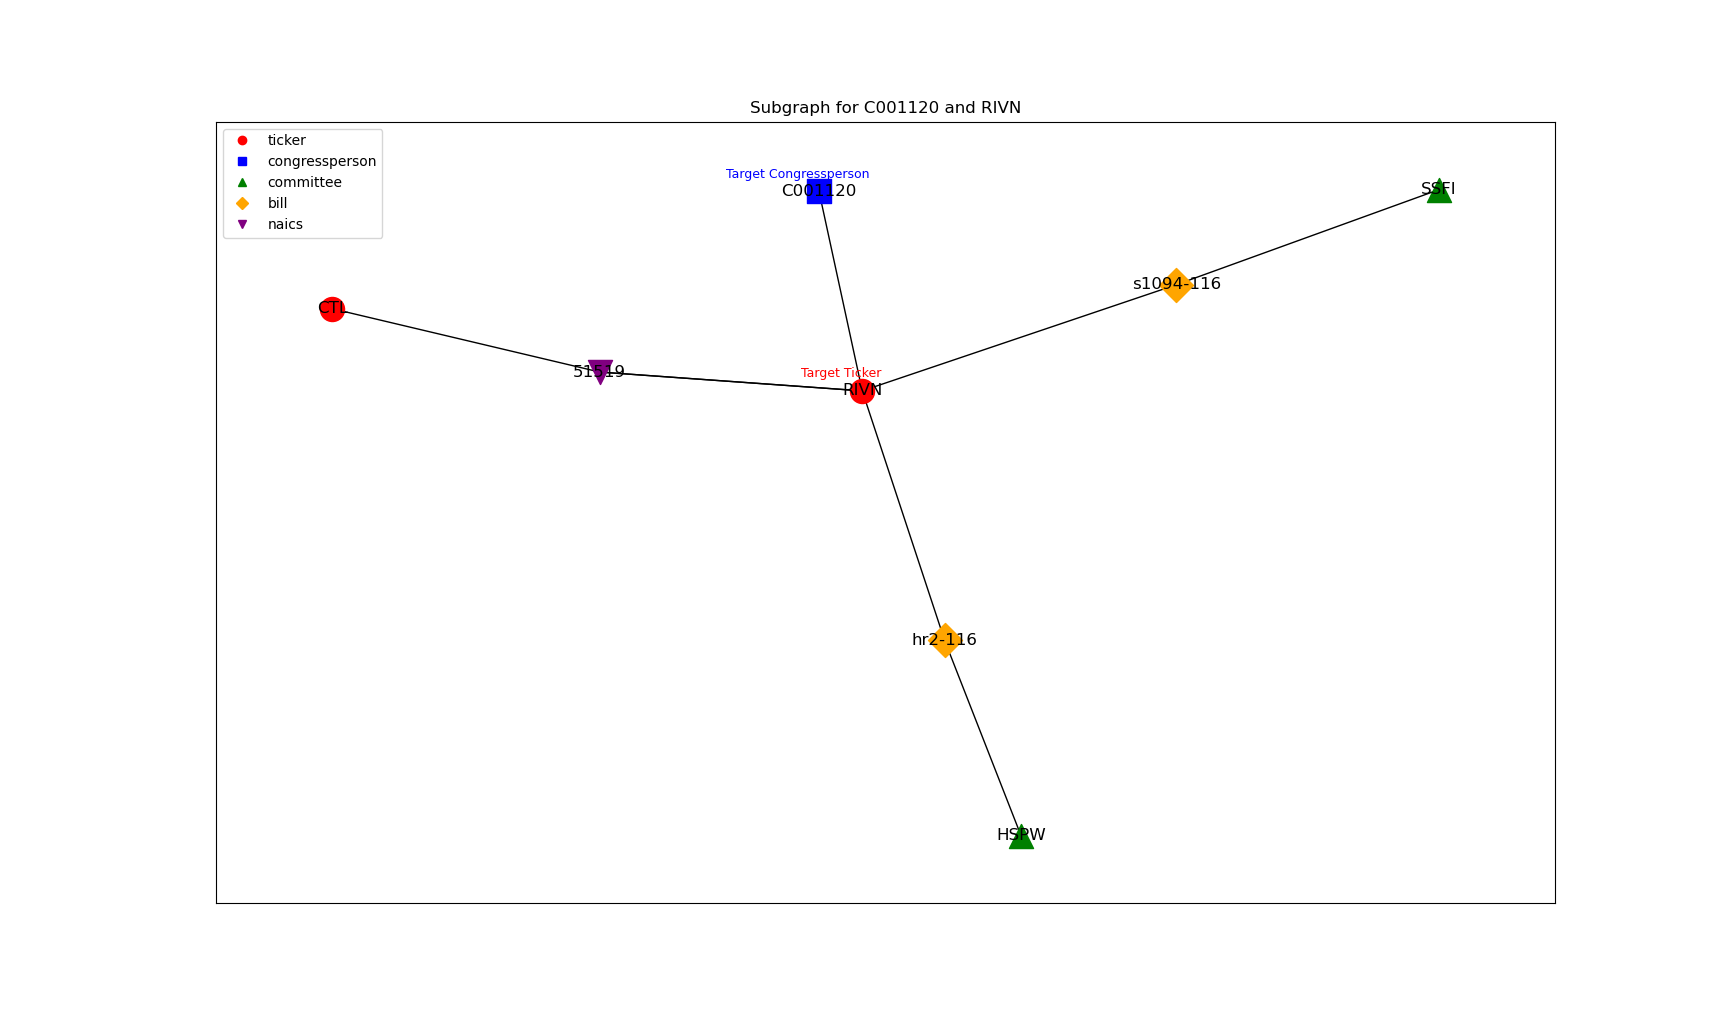 Subgraph for C001120 and RIVN
ticker
congressperson
committee
bill
naics
Target Congressperson
C001120
SSFI
s1094-116
CTL
51519
Target Ticker
RIVN
hr2-116
HSPW